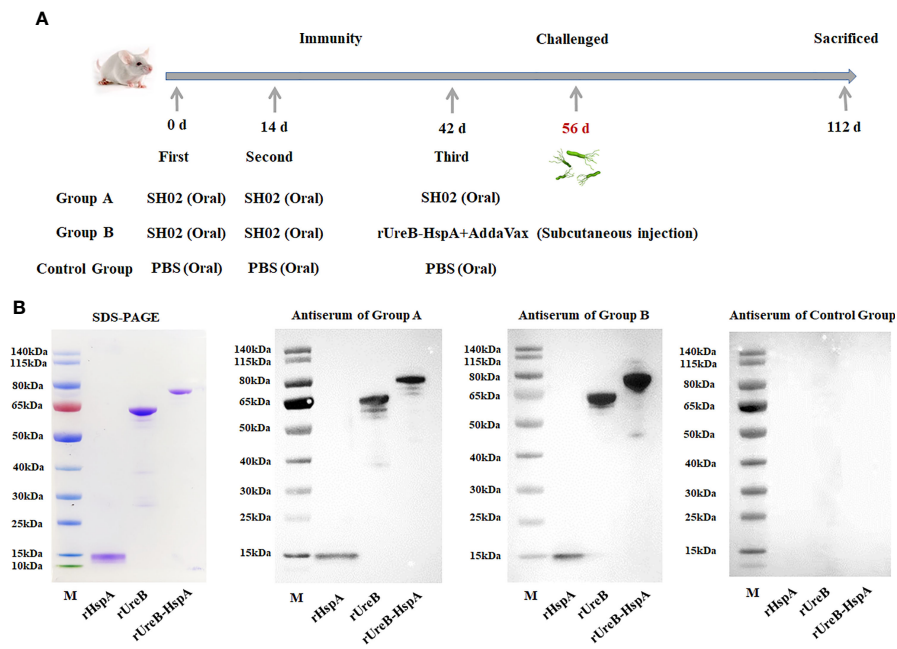 A
Immunity Challenged Sacrificed
0 d 14 d 42 d 56 d 112 d
First Second Third
Group A SH02 (Oral) SH02 (Oral) SH02 (Oral)
Group B SH02 (Oral) SH02 (Oral) rUreB-HspA+AddaVax (Subcutaneous injection)
Control Group PBS (Oral) PBS (Oral) PBS (Oral)
B
SDS-PAGE
140kDa
115kDa
80kDa
65kDa
50kDa
40kDa
30kDa
25kDa
15kDa
10kDa
M rHspA rUreB rUreB-HspA
Antiserum of Group A
140kDa
115kDa
80kDa
65kDa
50kDa
40kDa
30kDa
25kDa
15kDa
M rHspA rUreB rUreB-HspA
Antiserum of Group B
140kDa
115kDa
80kDa
65kDa
50kDa
40kDa
30kDa
25kDa
15kDa
M rHspA rUreB rUreB-HspA
Antiserum of Control Group
140kDa
115kDa
80kDa
65kDa
50kDa
40kDa
30kDa
25kDa
15kDa
M rHspA rUreB rUreB-HspA